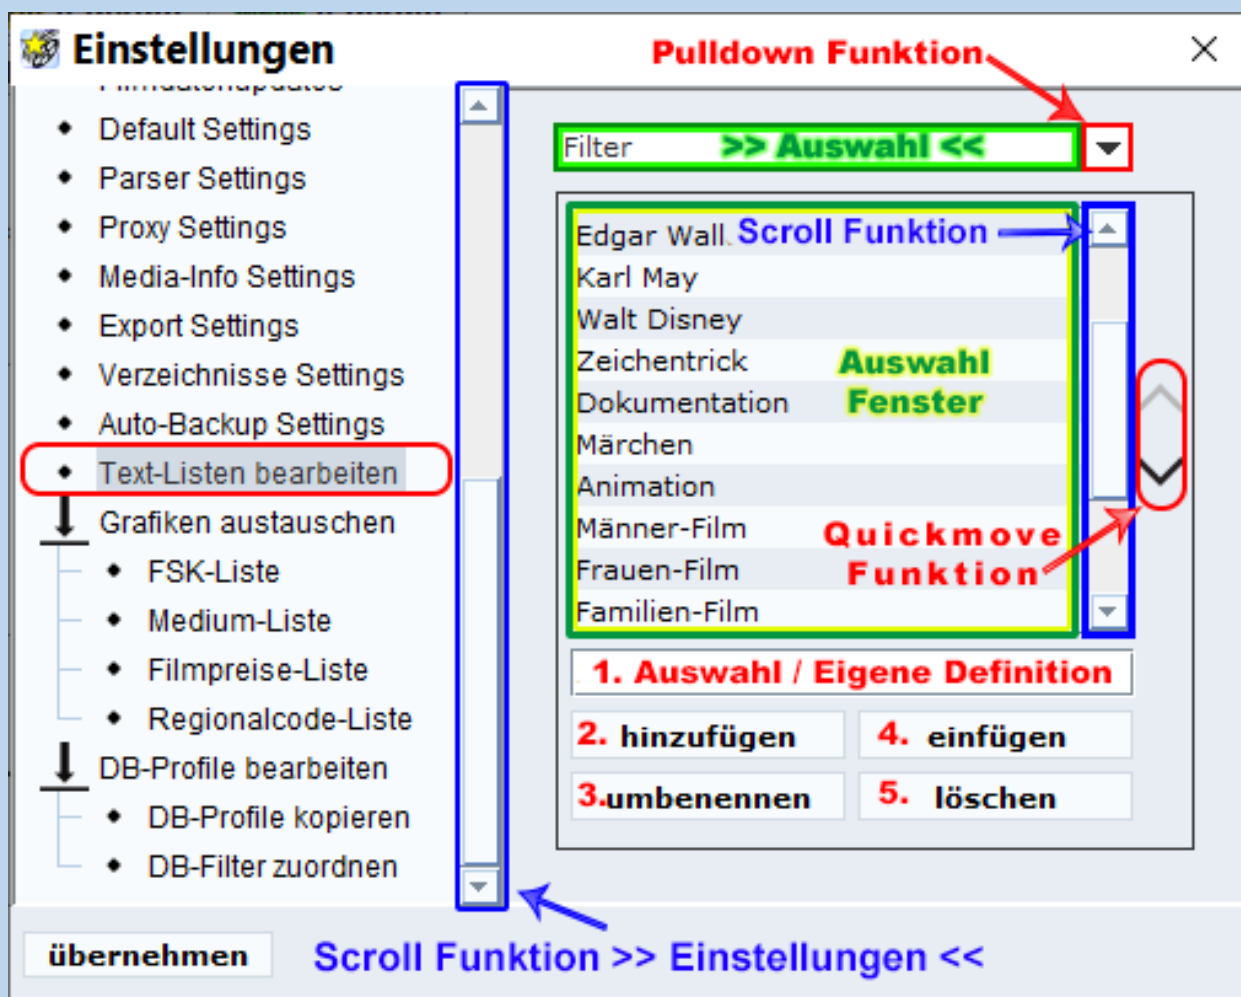 Einstellungen
Pulldown Funktion
Default Settings
Parser Settings
Proxy Settings
Media-Info Settings
Export Settings
Verzeichnisse Settings
Auto-Backup Settings
Text-Listen bearbeiten
Grafiken austauschen
FSK-Liste
Medium-Liste
Filmpreise-Liste
Regionalcode-Liste
DB-Profile bearbeiten
DB-Profile kopieren
DB-Filter zuordnen
Filter >> Auswahl <<
Edgar Wall. Scroll Funktion
Karl May
Walt Disney
Zeichentrick
Dokumentation
Märchen
Animation
Männer-Film
Frauen-Film
Familien-Film
Auswahl
Fenster
Quickmove
Funktion
1. Auswahl / Eigene Definition
2. hinzufügen
4. einfügen
3. umbenennen
5. löschen
übernehmen
Scroll Funktion >> Einstellungen <<